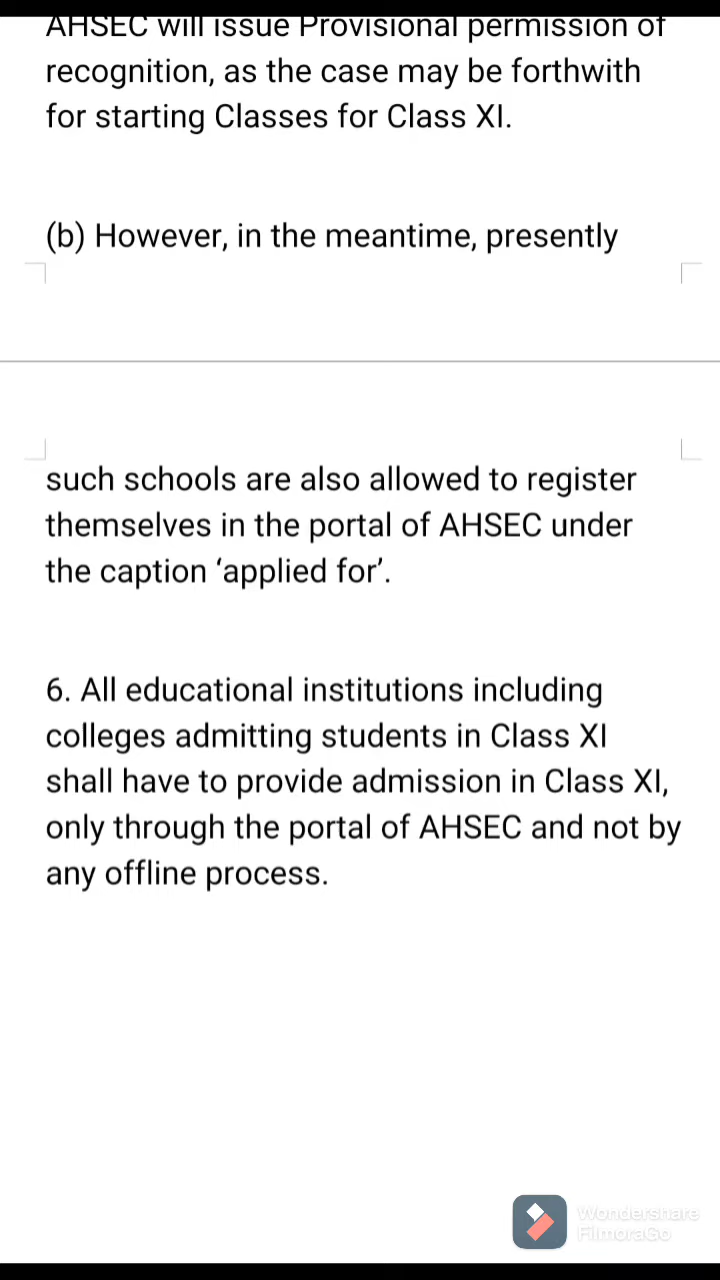 AHSEC will issue Provisional permission of
recognition, as the case may be forthwith
for starting Classes for Class XI.
(b) However, in the meantime, presently
such schools are also allowed to register
themselves in the portal of AHSEC under
the caption ‘applied for’.
6. All educational institutions including
colleges admitting students in Class XI
shall have to provide admission in Class XI,
only through the portal of AHSEC and not by
any offline process.
Wondershare
FilmoraGo